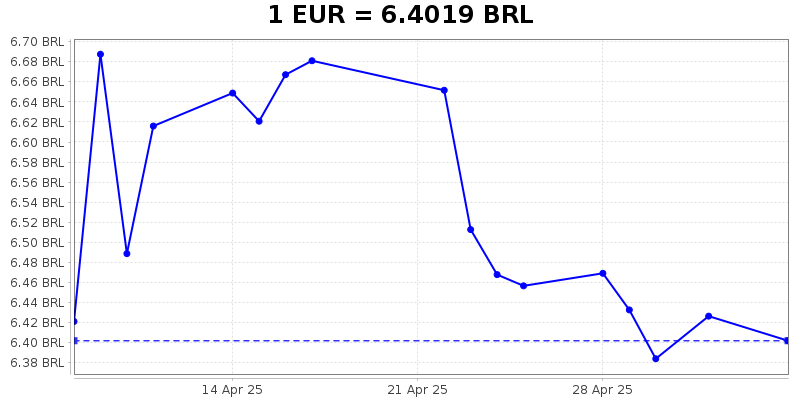 1 EUR = 6.4019 BRL
6.70 BRL
6.68 BRL
6.66 BRL
6.64 BRL
6.62 BRL
6.60 BRL
6.58 BRL
6.56 BRL
6.54 BRL
6.52 BRL
6.50 BRL
6.48 BRL
6.46 BRL
6.44 BRL
6.42 BRL
6.40 BRL
6.38 BRL
14 Apr 25
21 Apr 25
28 Apr 25